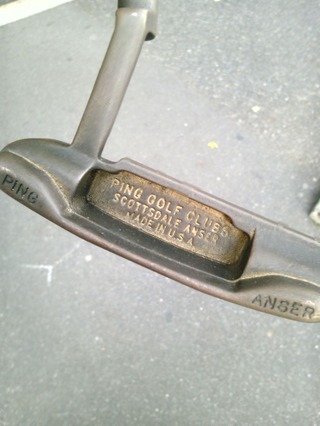 PING
PING GOLF CLUBS
SCOTTSDALE ANSER
MADE IN U.S.A
ANSER